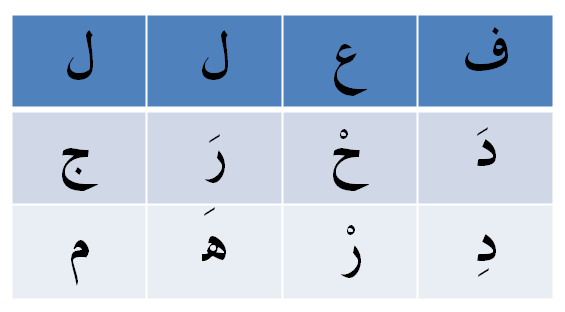 ف ع ل ل
دَ حْ رَ ج
دِ رْ هَ م